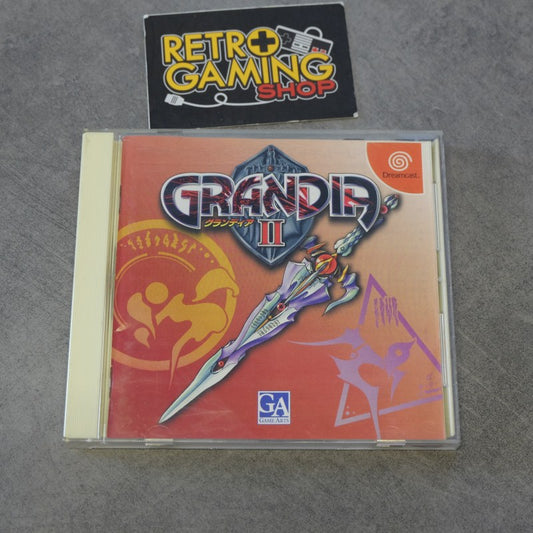 RETRO
GAMING
SHOP
Dreamcast.
GRANDIA
グランディア
II
GA
GAME ARTS